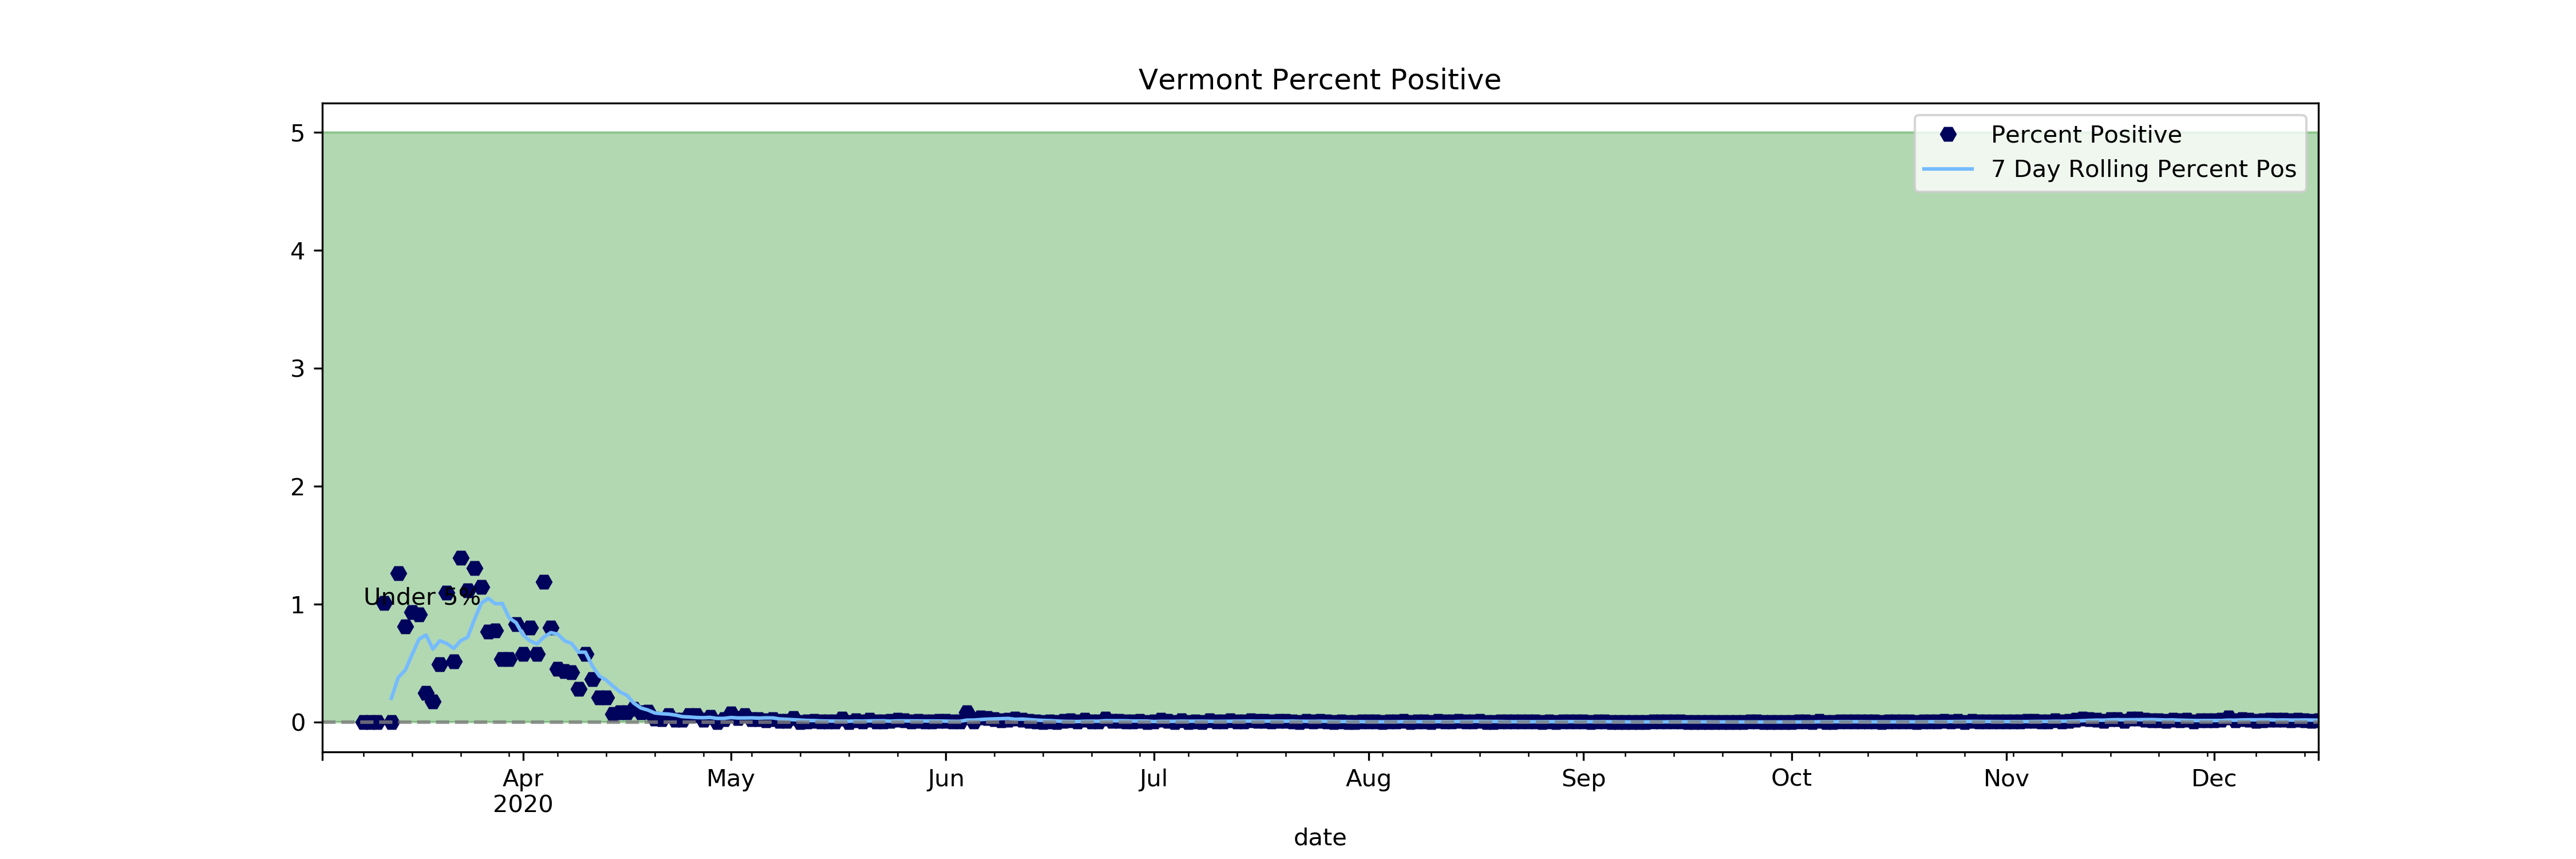 Vermont Percent Positive
Percent Positive
7 Day Rolling Percent Pos
5
4
3
2
1
0
Under 5%
Apr
2020
May
Jun
Jul
Aug
Sep
Oct
Nov
Dec
date